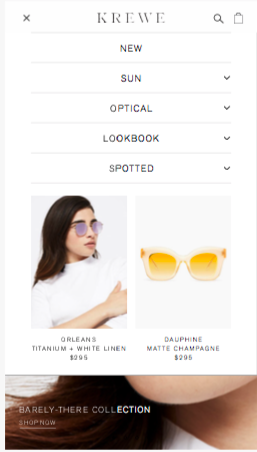 KREWE
NEW
SUN
OPTICAL
LOOKBOOK
SPOTTED
ORLEANS
TITANIUM + WHITE LINEN
$295
DAUPHINE
MATTE CHAMPAGNE
$295
BARELY-THERE COLLECTION
SHOP NOW